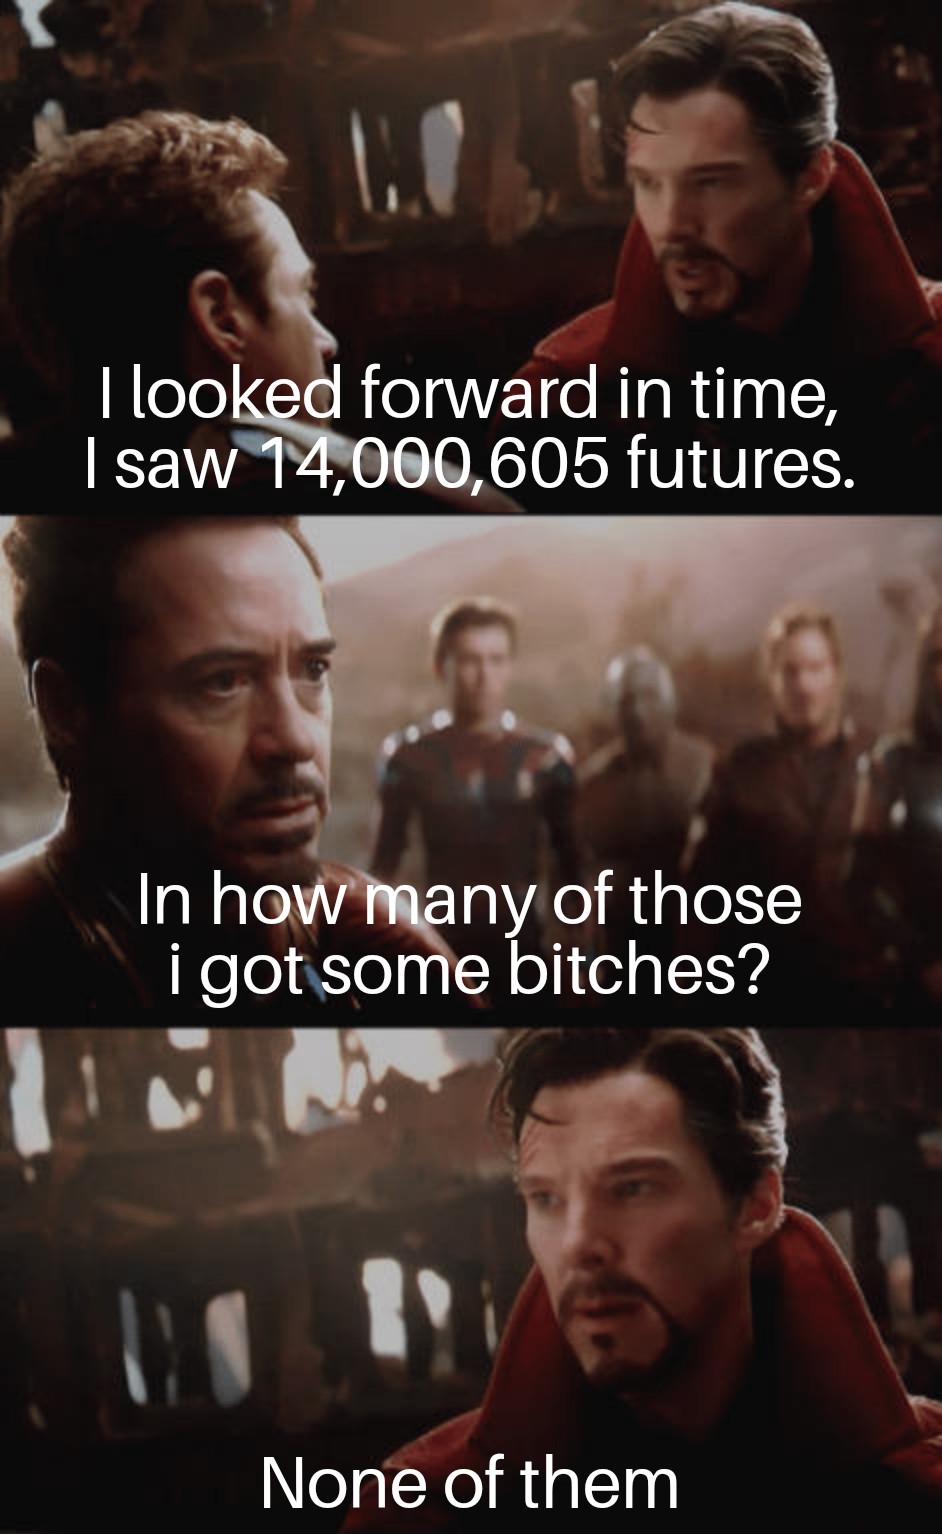 I looked forward in time,
I saw 14,000,605 futures.
In how many of those
i got some bitches?
None of them